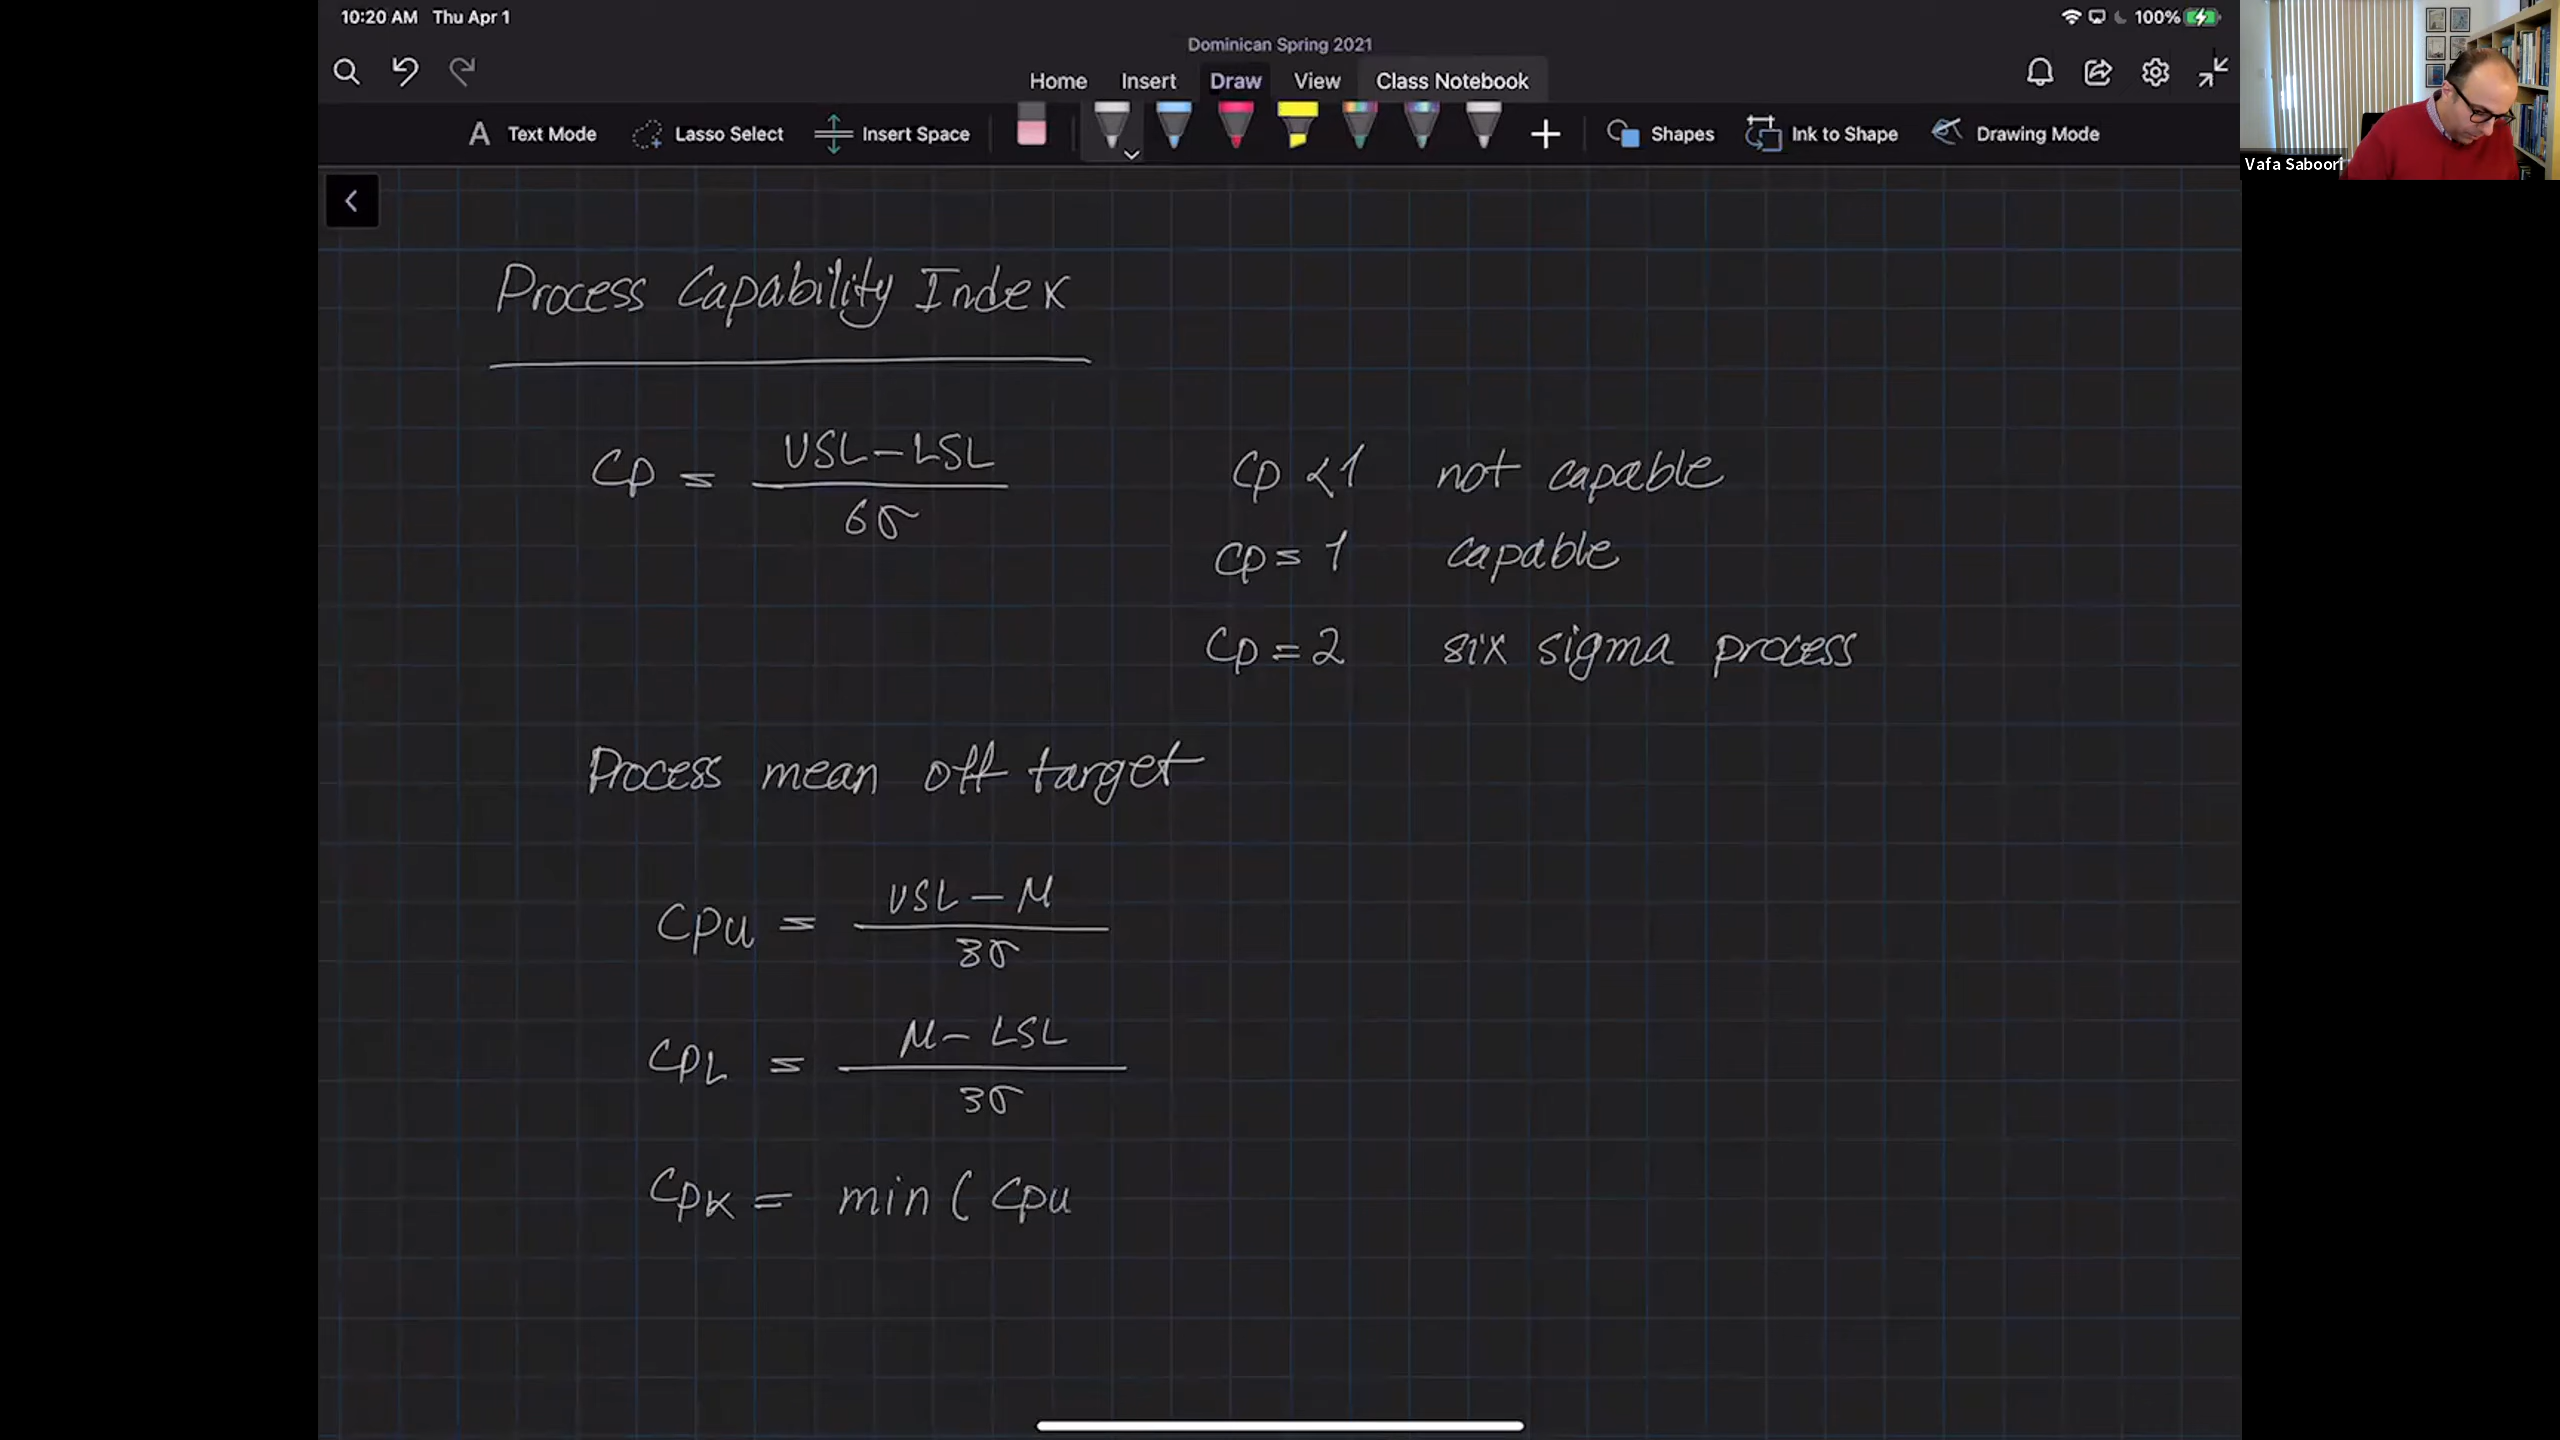 10:20 AM Thu Apr 1
100%
Dominican Spring 2021
Home Insert Draw View Class Notebook
Text Mode Lasso Select Insert Space Shapes Ink to Shape Drawing Mode
Vafa Saboori
Process Capability Index
Cp = USL-LSL
6σ
Cp <1 not capable
Cp = 1 capable
Cp = 2 six sigma process
Process mean off target
Cpu = USL - M
3σ
CpL = M - LSL
3σ
Cpk = min ( Cpu